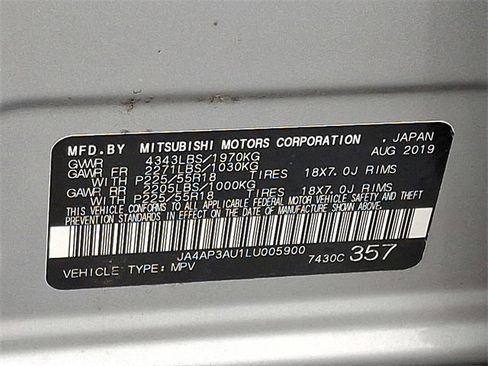 MFD.BY MITSUBISHI MOTORS CORPORATION , JAPAN
GVWR 4343LBS/1970KG AUG 2019
GAWR FR 2271LBS/1030KG
WITH P225/55R18 TIRES 18X7.0J RIMS
GAWR RR 2205LBS/1000KG
WITH P225/55R18 TIRES 18X7.0J RIMS
THIS VEHICLE CONFORMS TO ALL APPLICABLE FEDERAL MOTOR VEHICLE SAFETY AND THEFT
PREVENTION STANDARDS IN EFFECT ON THE DATE OF MANUFACTURE SHOWN ABOVE.
JA4AP3AU1LU005900
VEHICLE TYPE: MPV 7430C 357